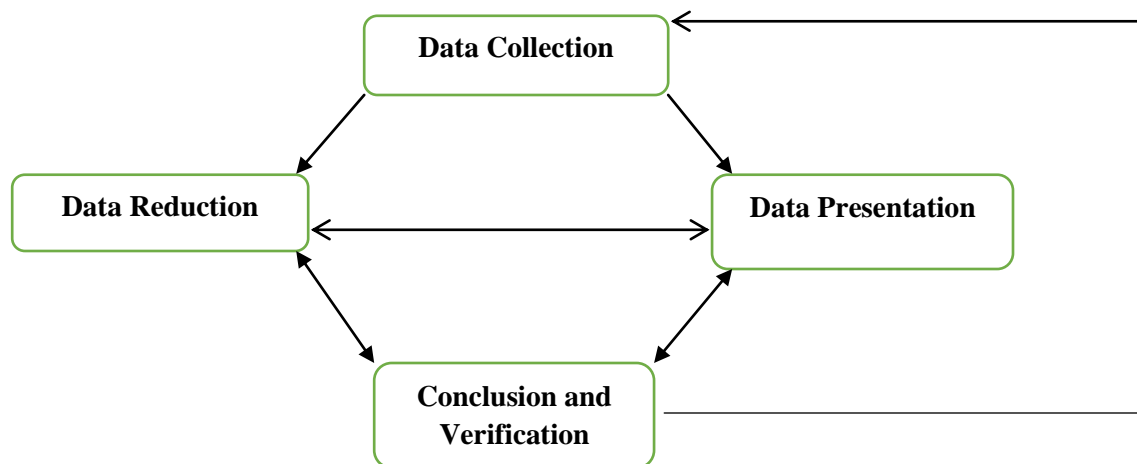 Data Collection
Data Reduction
Data Presentation
Conclusion and
Verification